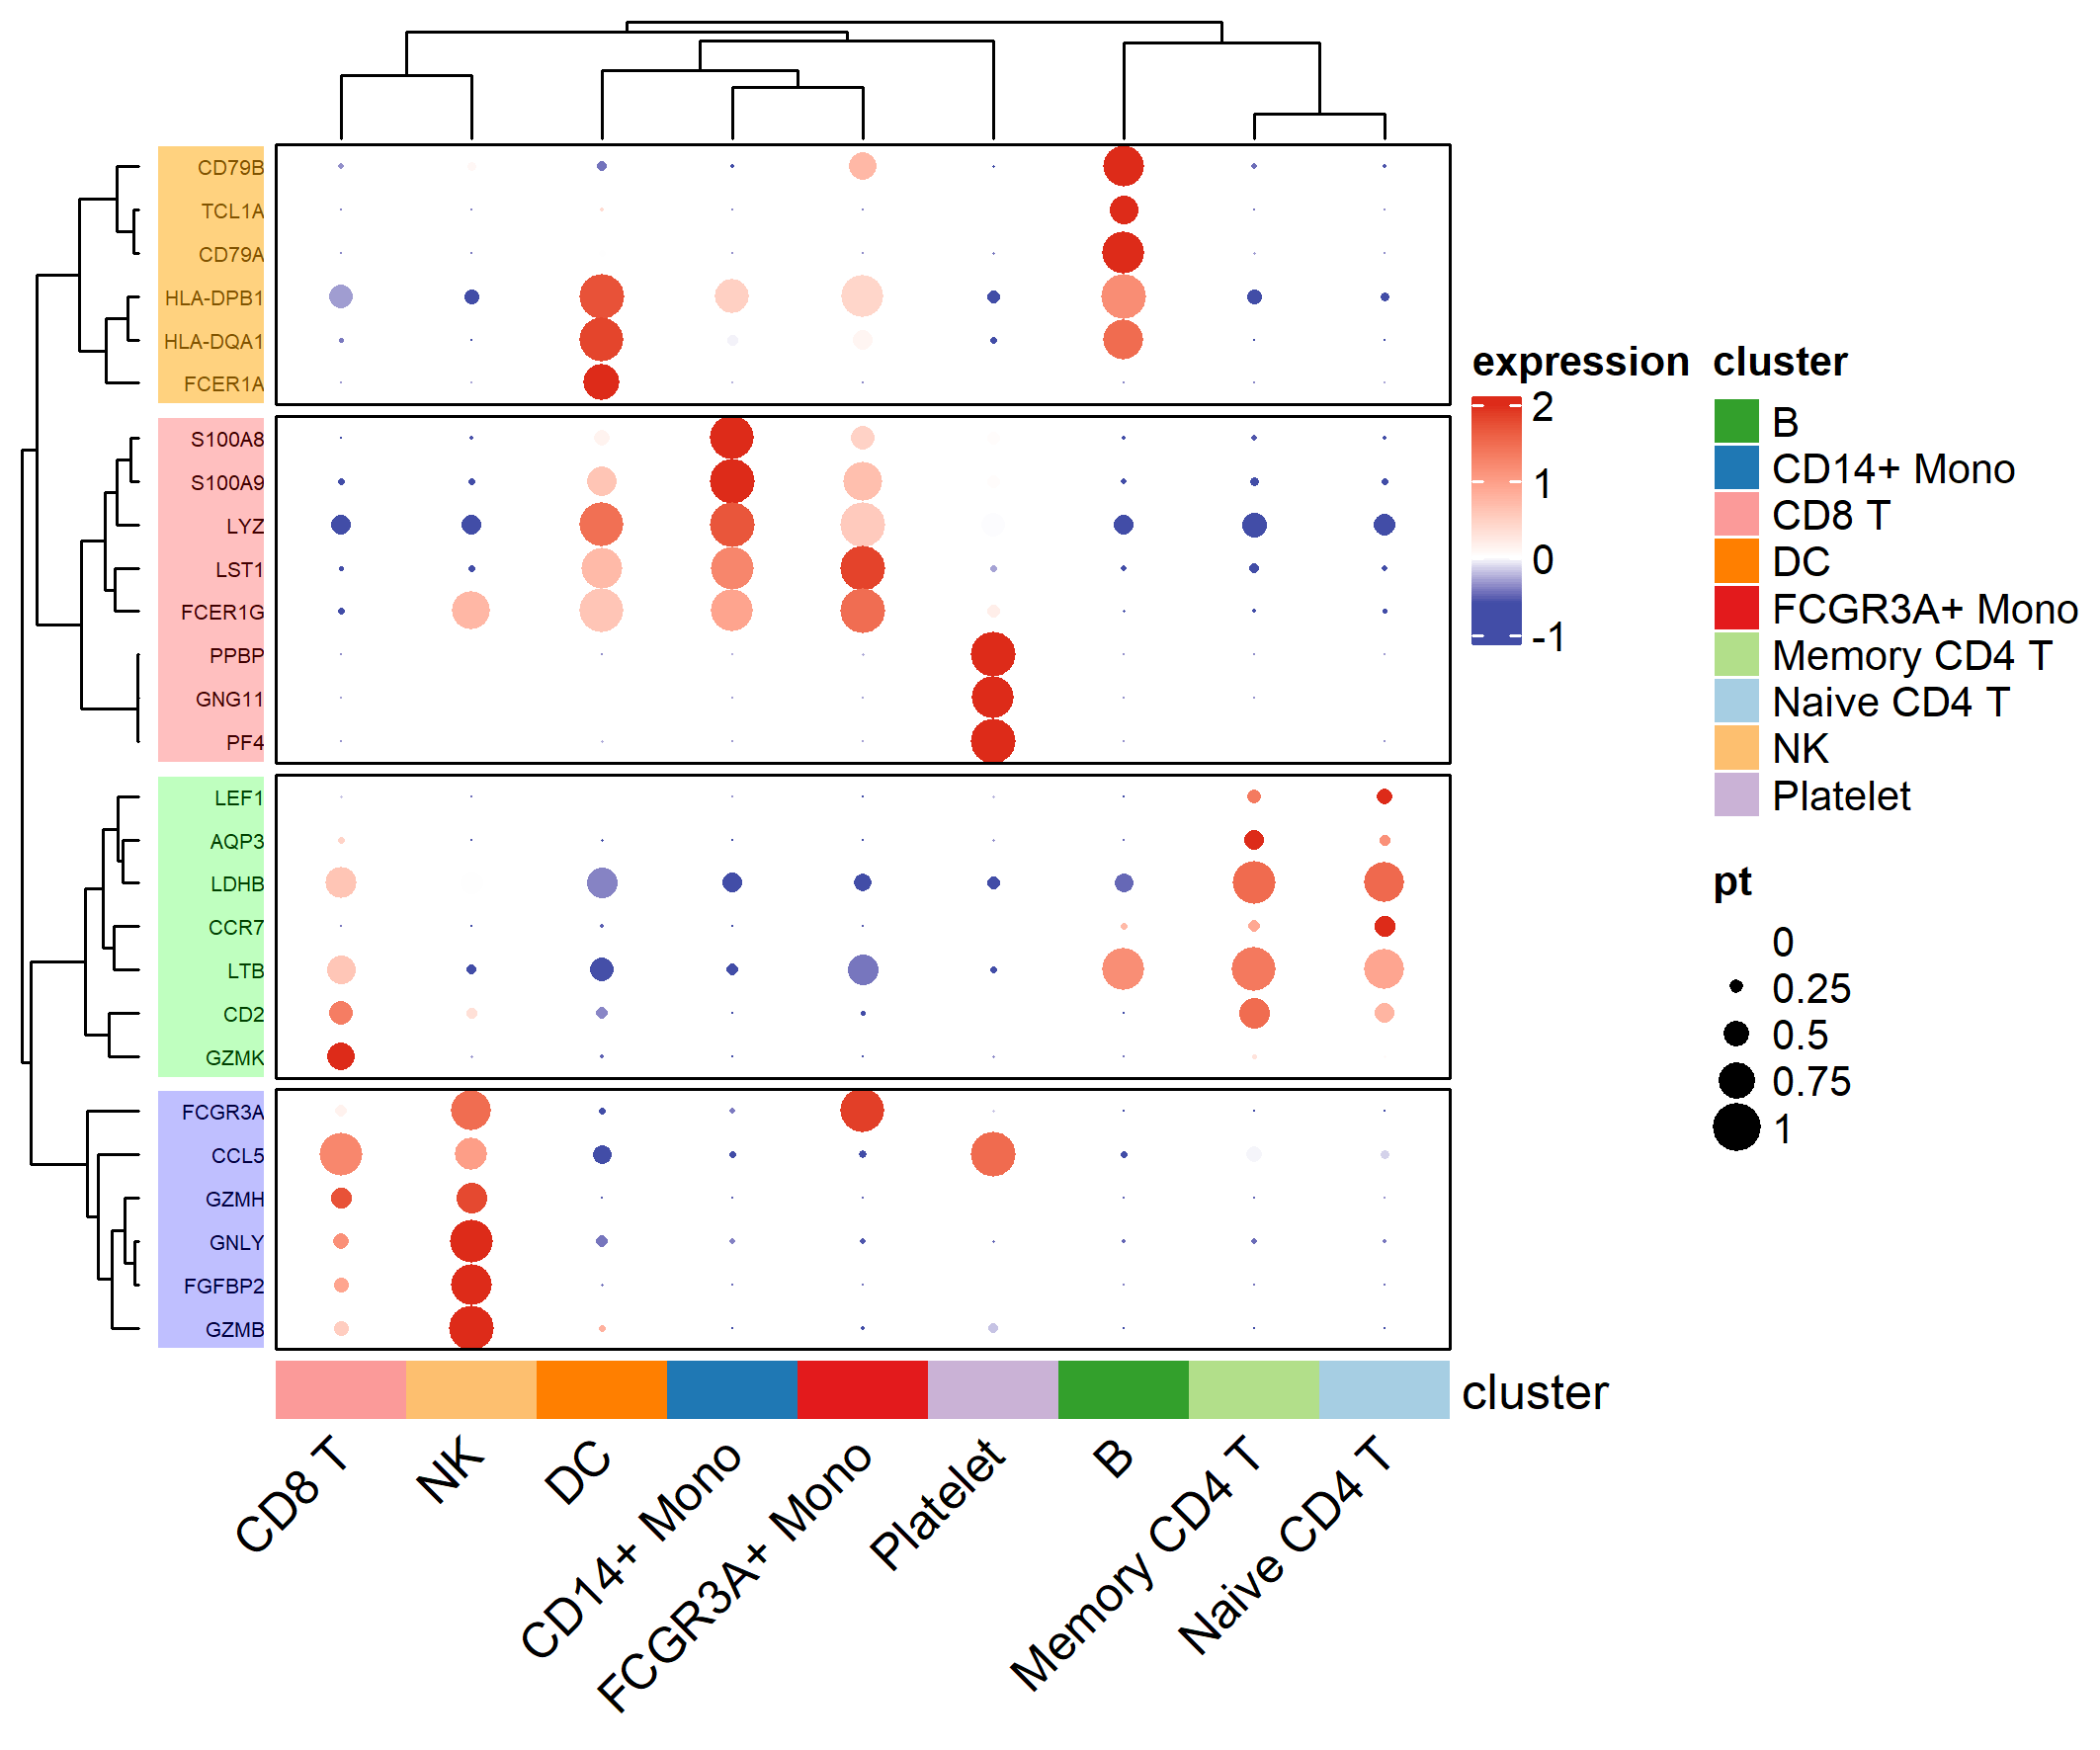 CD79B
TCL1A
CD79A
HLA-DPB1
HLA-DQA1
FCER1A
S100A8
S100A9
LYZ
LST1
FCER1G
PPBP
GNG11
PF4
LEF1
AQP3
LDHB
CCR7
LTB
CD2
GZMK
FCGR3A
CCL5
GZMH
GNLY
FGFBP2
GZMB
cluster
CD8 T
NK
DC
CD14+ Mono
FCGR3A+ Mono
Platelet
B
Memory CD4 T
Naive CD4 T
expression
2
1
0
-1
cluster
B
CD14+ Mono
CD8 T
DC
FCGR3A+ Mono
Memory CD4 T
Naive CD4 T
NK
Platelet
pt
0
0.25
0.5
0.75
1